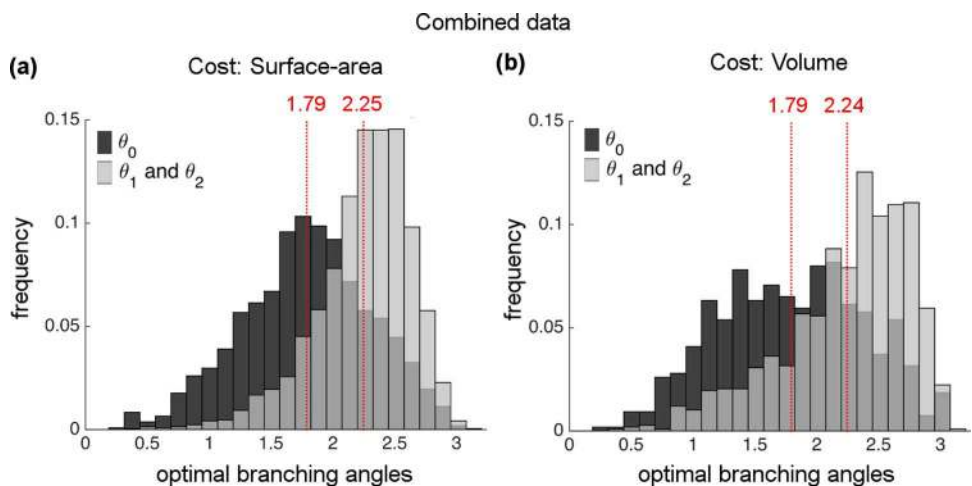 Combined data
(a)
Cost: Surface-area
1.79
2.25
0.15
θ0
θ1 and θ2
0.1
frequency
0.05
0
0
0.5
1
1.5
2
2.5
3
optimal branching angles
(b)
Cost: Volume
1.79
2.24
0.15
θ0
θ1 and θ2
0.1
frequency
0.05
0
0
0.5
1
1.5
2
2.5
3
optimal branching angles